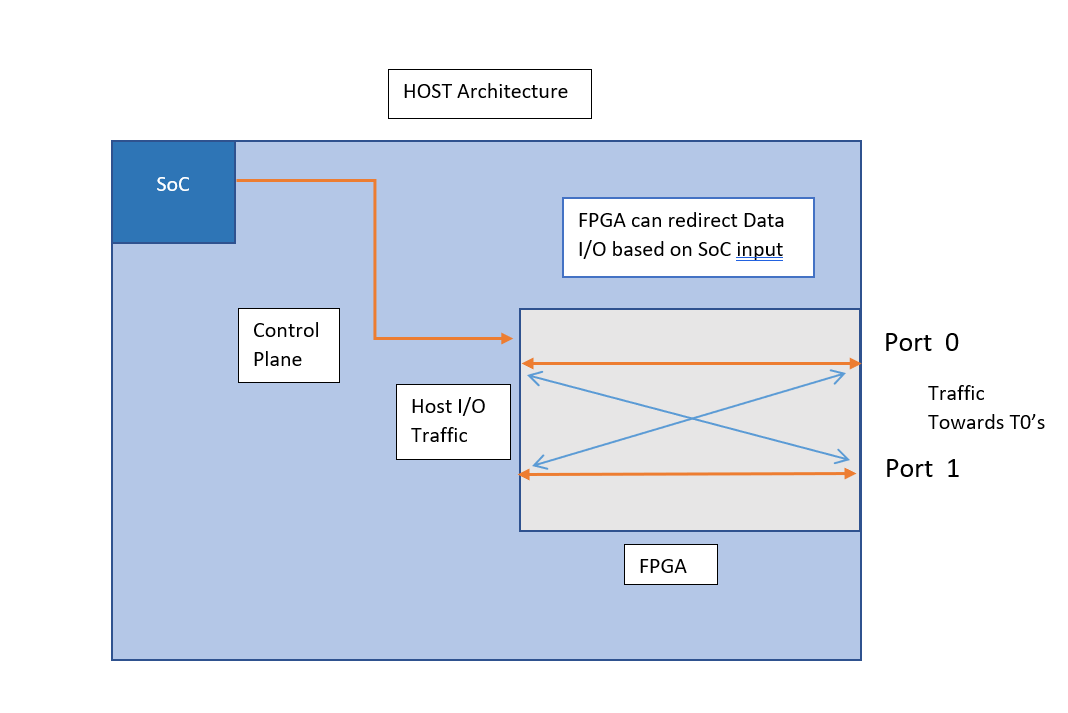 HOST Architecture
SoC
FPGA can redirect Data
I/O based on SoC input
Control
Plane
Port 0
Host I/O
Traffic
Traffic
Towards T0's
Port 1
FPGA